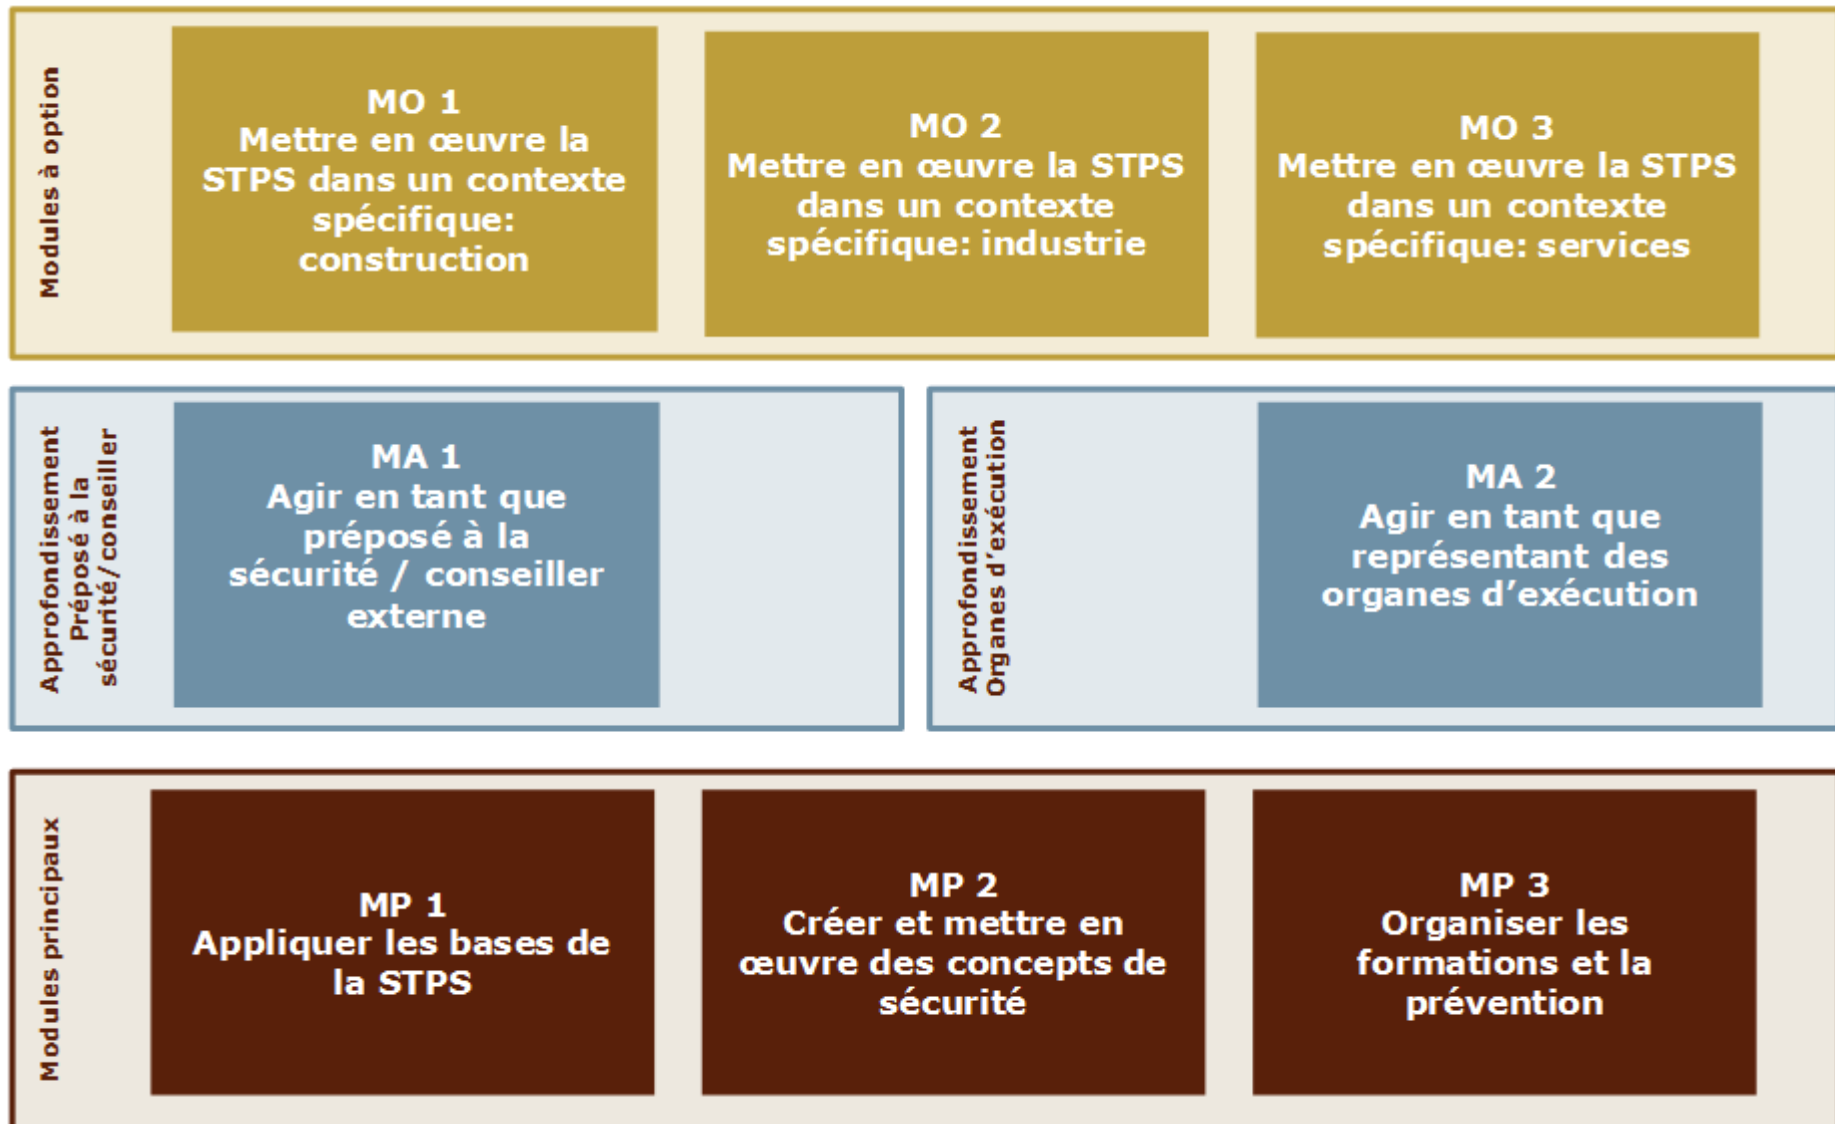 Modules à option
MO 1
Mettre en œuvre la
STPS dans un contexte
spécifique:
construction
MO 2
Mettre en œuvre la STPS
dans un contexte
spécifique: industrie
MO 3
Mettre en œuvre la STPS
dans un contexte
spécifique: services
Approfondissement
Préposé à la
sécurité/conseiller
MA 1
Agir en tant que
préposé à la
sécurité / conseiller
externe
Approfondissement
Organes d’exécution
MA 2
Agir en tant que
représentant des
organes d’exécution
Modules principaux
MP 1
Appliquer les bases de
la STPS
MP 2
Créer et mettre en
œuvre des concepts de
sécurité
MP 3
Organiser les
formations et la
prévention